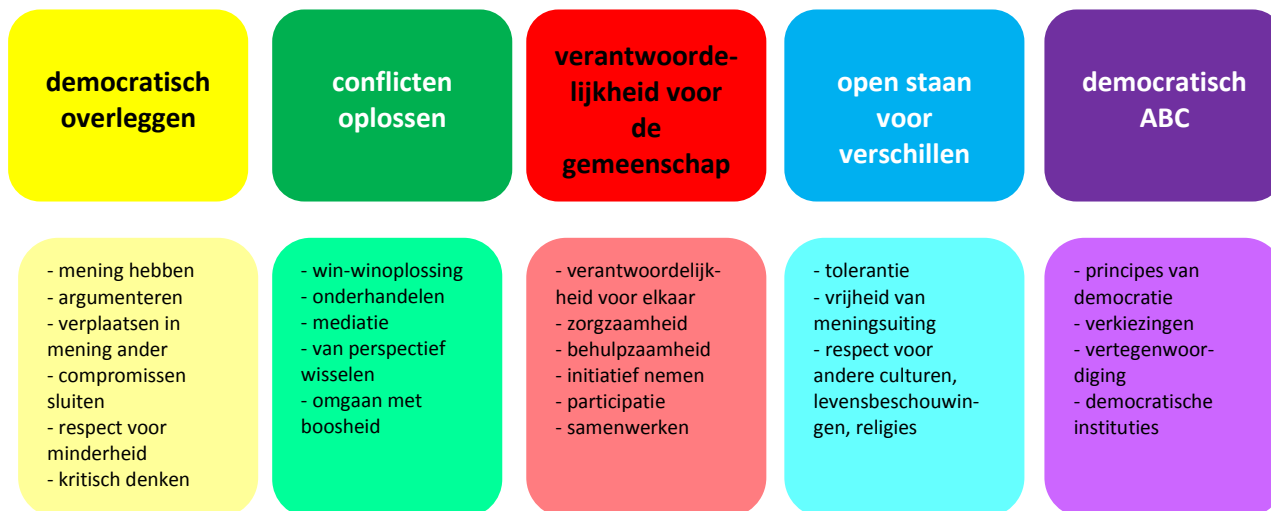 democratisch
overleggen
conflicten
oplossen
verantwoorde-
lijkheid voor
de
gemeenschap
open staan
voor
verschillen
democratisch
ABC
- mening hebben
- argumenteren
- verplaatsen in
mening ander
- compromissen
sluiten
- respect voor
minderheid
- kritisch denken
- win-winoplossing
- onderhandelen
- mediatie
- van perspectief
wisselen
- omgaan met
boosheid
- verantwoordelijk-
heid voor elkaar
- zorgzaamheid
- behulpzaamheid
- initiatief nemen
- participatie
- samenwerken
- tolerantie
- vrijheid van
meningsuiting
- respect voor
andere culturen,
levensbeschouwin-
gen, religies
- principes van
democratie
- verkiezingen
- vertegenwoor-
diging
- democratische
instituties